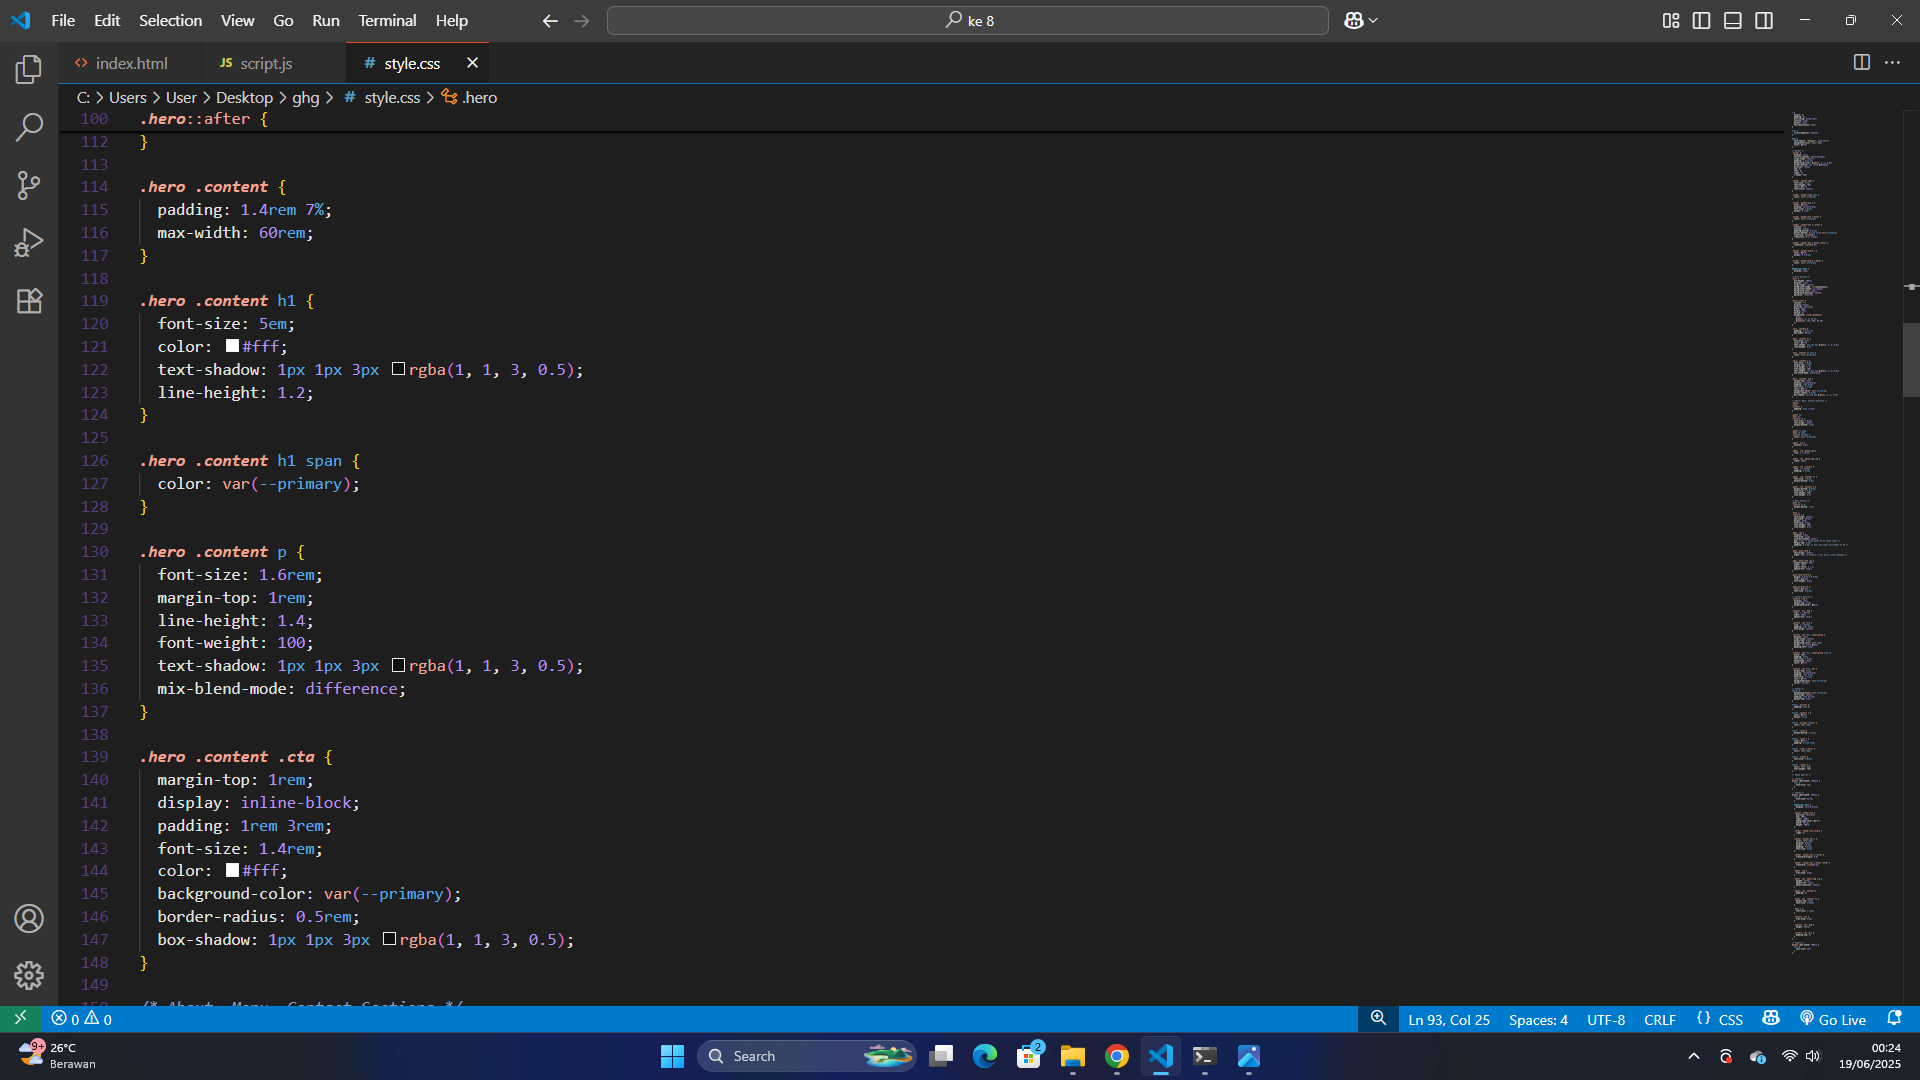 File Edit Selection View Go Run Terminal Help
ke 8
index.html
JS script.js
# style.css
C: > Users > User > Desktop > ghg > # style.css > .hero
100 .hero::after {
112 }
113
114 .hero .content {
115 padding: 1.4rem 7%;
116 max-width: 60rem;
117 }
118
119 .hero .content h1 {
120 font-size: 5em;
121 color: #fff;
122 text-shadow: 1px 1px 3px rgba(1, 1, 3, 0.5);
123 line-height: 1.2;
124 }
125
126 .hero .content h1 span {
127 color: var(--primary);
128 }
129
130 .hero .content p {
131 font-size: 1.6rem;
132 margin-top: 1rem;
133 line-height: 1.4;
134 font-weight: 100;
135 text-shadow: 1px 1px 3px rgba(1, 1, 3, 0.5);
136 mix-blend-mode: difference;
137 }
138
139 .hero .content .cta {
140 margin-top: 1rem;
141 display: inline-block;
142 padding: 1rem 3rem;
143 font-size: 1.4rem;
144 color: #fff;
145 background-color: var(--primary);
146 border-radius: 0.5rem;
147 box-shadow: 1px 1px 3px rgba(1, 1, 3, 0.5);
148 }
149
150 /* About, Menu, Contact Sections */
0 0
Ln 93, Col 25 Spaces: 4 UTF-8 CRLF {} CSS Go Live
9+
26°C
Berawan
Search
2
00:24
19/06/2025